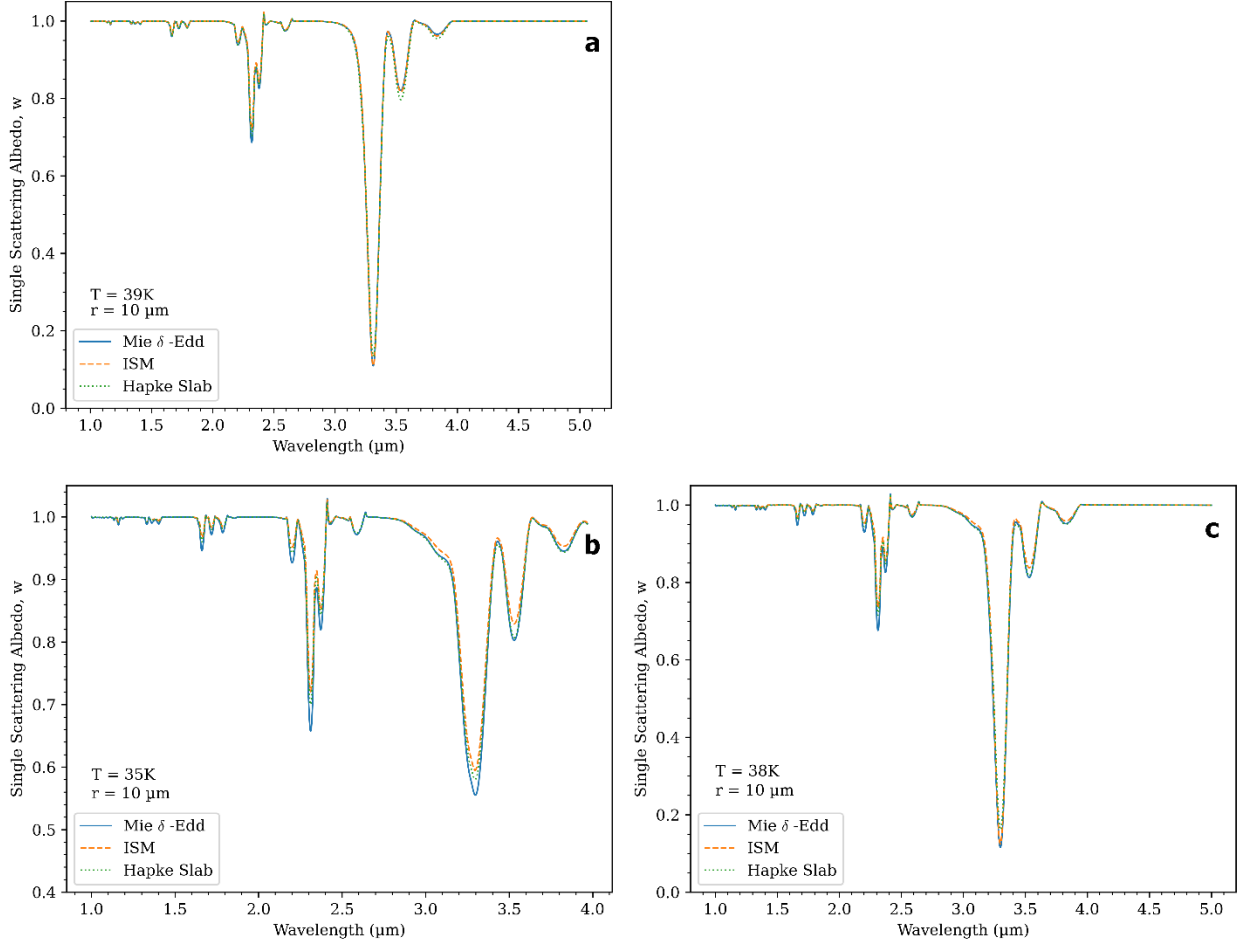 a
Single Scattering Albedo, w
1.0
0.8
0.6
0.4
0.2
0.0
T = 39K
r = 10 µm
Mie δ -Edd
ISM
Hapke Slab
1.0 1.5 2.0 2.5 3.0 3.5 4.0 4.5 5.0
Wavelength (µm)
b
Single Scattering Albedo, w
1.0
0.9
0.8
0.7
0.6
0.5
0.4
T = 35K
r = 10 µm
Mie δ -Edd
ISM
Hapke Slab
1.0 1.5 2.0 2.5 3.0 3.5 4.0
Wavelength (µm)
c
Single Scattering Albedo, w
1.0
0.8
0.6
0.4
0.2
0.0
T = 38K
r = 10 µm
Mie δ -Edd
ISM
Hapke Slab
1.0 1.5 2.0 2.5 3.0 3.5 4.0 4.5 5.0
Wavelength (µm)